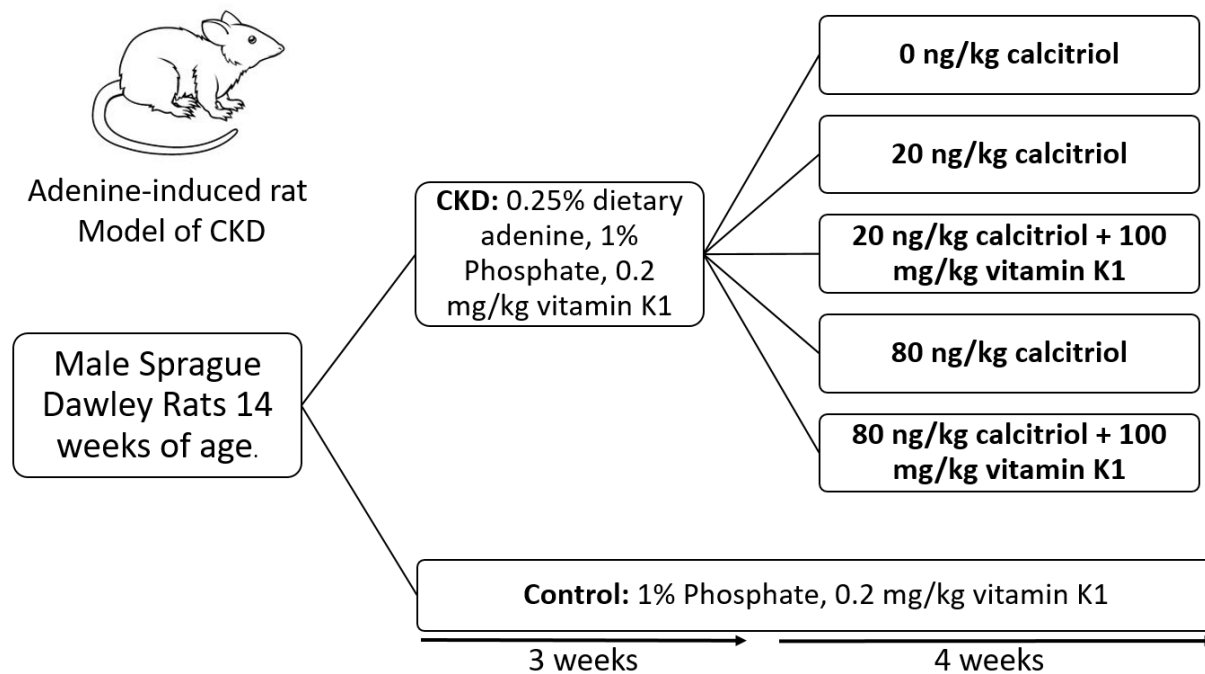 Adenine-induced rat
Model of CKD
Male Sprague
Dawley Rats 14
weeks of age.
CKD: 0.25% dietary
adenine, 1%
Phosphate, 0.2
mg/kg vitamin K1
0 ng/kg calcitriol
20 ng/kg calcitriol
20 ng/kg calcitriol + 100
mg/kg vitamin K1
80 ng/kg calcitriol
80 ng/kg calcitriol + 100
mg/kg vitamin K1
Control: 1% Phosphate, 0.2 mg/kg vitamin K1
3 weeks
4 weeks